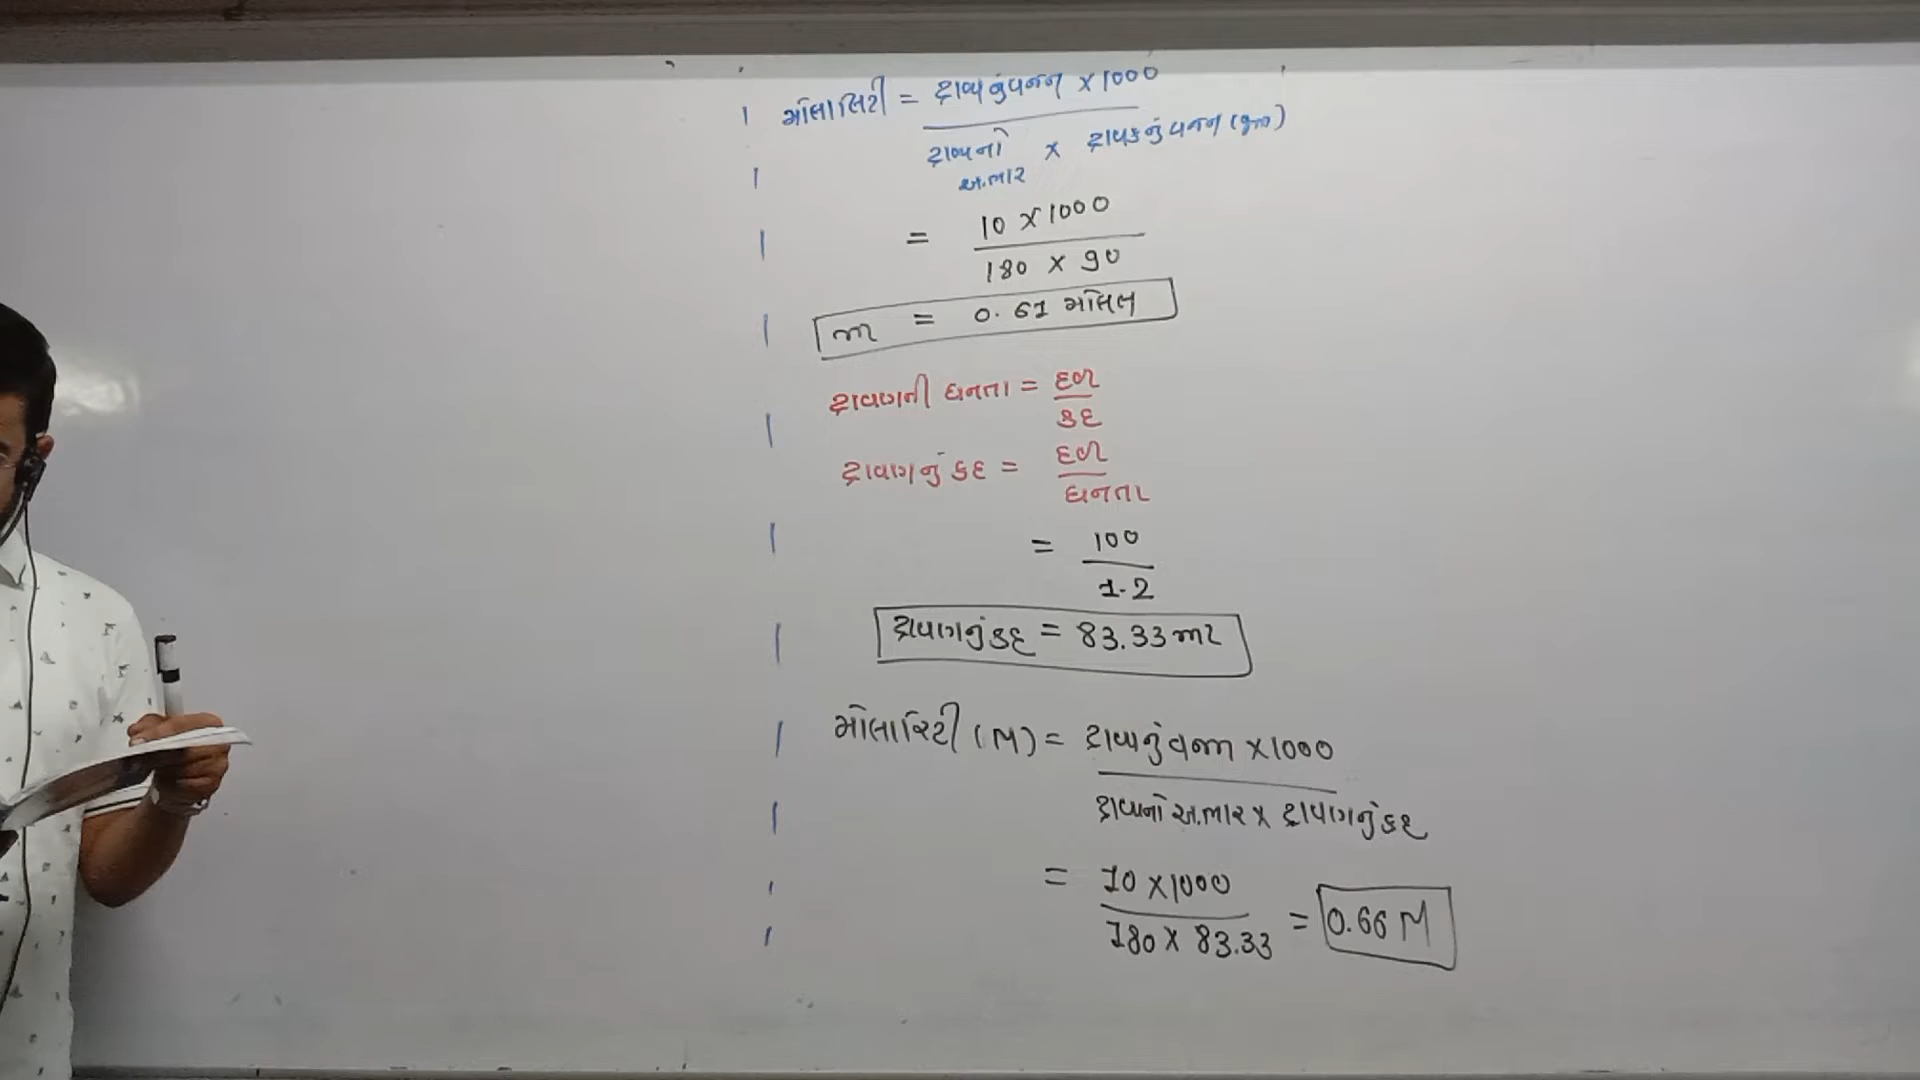 મોલાલિટી = દ્રાવ્યનું વજન × 1000
દ્રાવ્યનો અ.ભાર × દ્રાવકનું વજન (gm)
= 10 × 1000
180 × 90
m = 0.61 મોલલ
દ્રાવણની ઘનતા = દળ
કદ
દ્રાવણનું કદ = દળ
ઘનતા
= 100
1.2
દ્રાવણનું કદ = 83.33 mL
મોલારિટી (M) = દ્રાવ્યનું વજન × 1000
દ્રાવ્યનો અ.ભાર × દ્રાવણનું કદ
= 10 × 1000
180 × 83.33 = 0.66 M